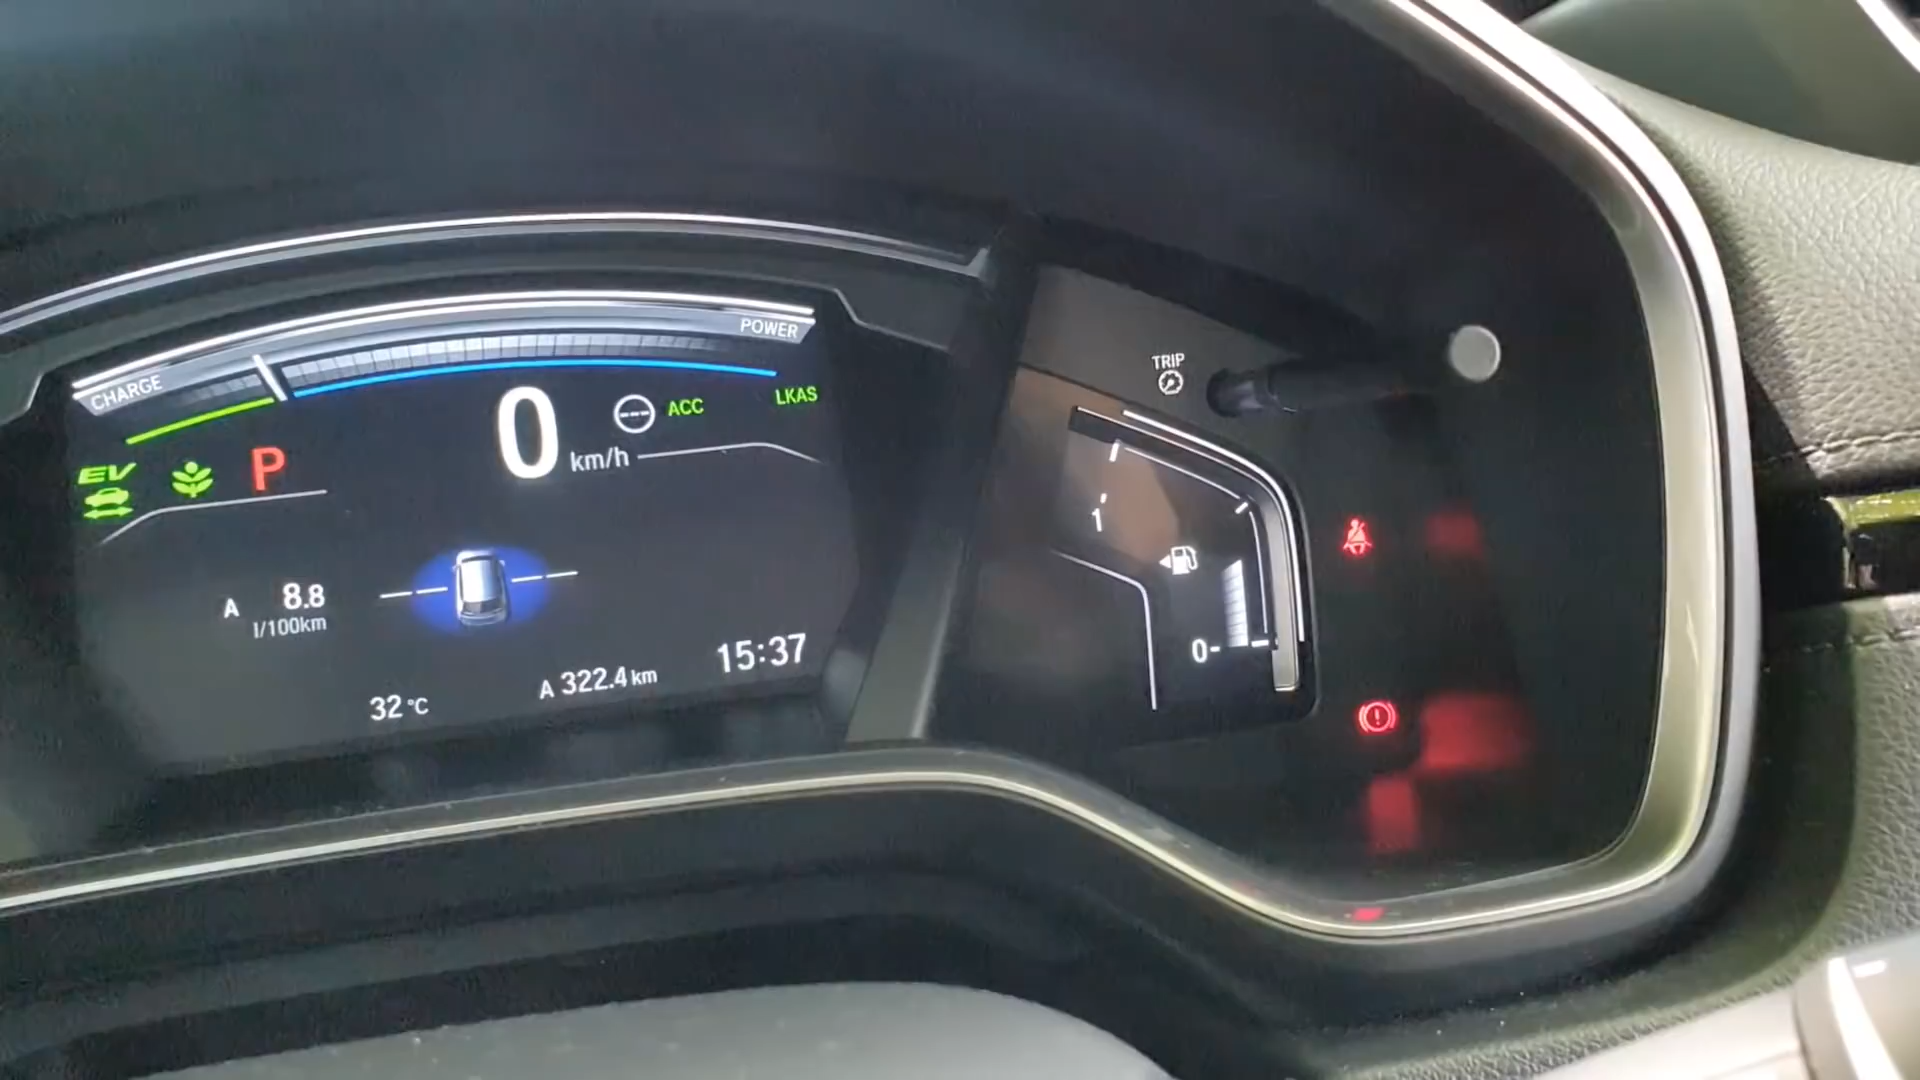 CHARGE
POWER
0 km/h
--- ACC
LKAS
EV
P
A 8.8
l/100km
32 °C
A 322.4 km
15:37
TRIP
1
0